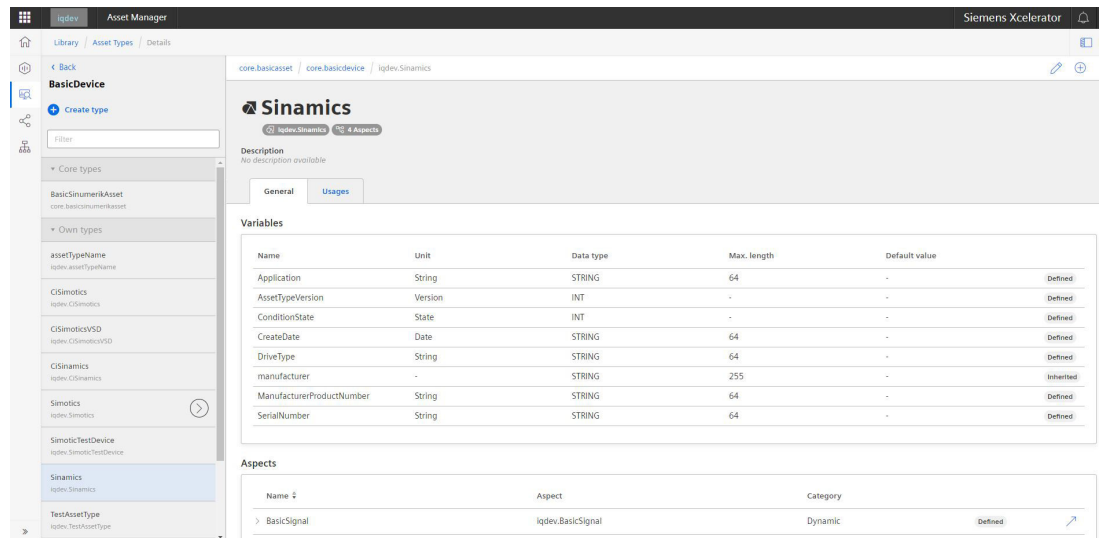 iqdev Asset Manager Siemens Xcelerator
Library / Asset Types / Details
< Back
BasicDevice
Create type
Filter
Core types
BasicSinumerikAsset
core.basicsinumerikasset
Own types
assetTypeName
iqdev.assetTypeName
CiSimotics
iqdev.CiSimotics
CiSimoticsVSD
iqdev.CiSimoticsVSD
CiSinamics
iqdev.CiSinamics
Simotics
iqdev.Simotics
SimoticTestDevice
iqdev.SimoticTestDevice
Sinamics
iqdev.Sinamics
TestAssetType
iqdev.TestAssetType
core.basicasset / core.basicdevice / iqdev.Sinamics
Sinamics
iqdev.Sinamics 4 Aspects
Description
No description available
General Usages
Variables
Name Unit Data type Max. length Default value
Application String STRING 64 - Defined
AssetTypeVersion Version INT - - Defined
ConditionState State INT - - Defined
CreateDate Date STRING 64 - Defined
DriveType String STRING 64 - Defined
manufacturer - STRING 255 - Inherited
ManufacturerProductNumber String STRING 64 - Defined
SerialNumber String STRING 64 - Defined
Aspects
Name Aspect Category
BasicSignal iqdev.BasicSignal Dynamic Defined